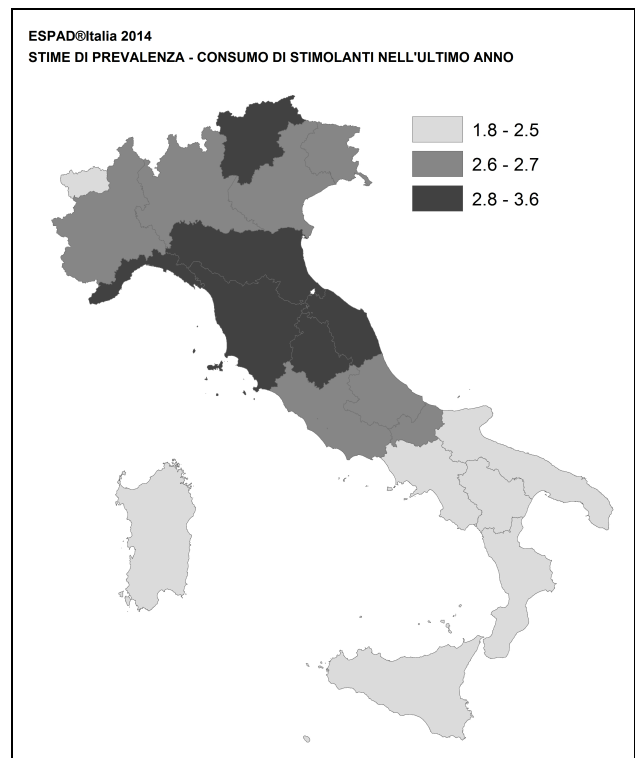 ESPAD®Italia 2014
STIME DI PREVALENZA - CONSUMO DI STIMOLANTI NELL'ULTIMO ANNO
1.8 - 2.5
2.6 - 2.7
2.8 - 3.6